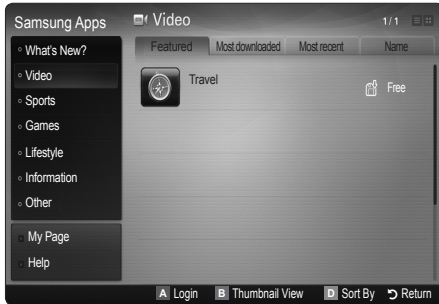 Samsung Apps
Video
1/1
What's New?
Video
Sports
Games
Lifestyle
Information
Other
My Page
Help
Featured
Most downloaded
Most recent
Name
Travel
Free
A Login
B Thumbnail View
D Sort By
Return